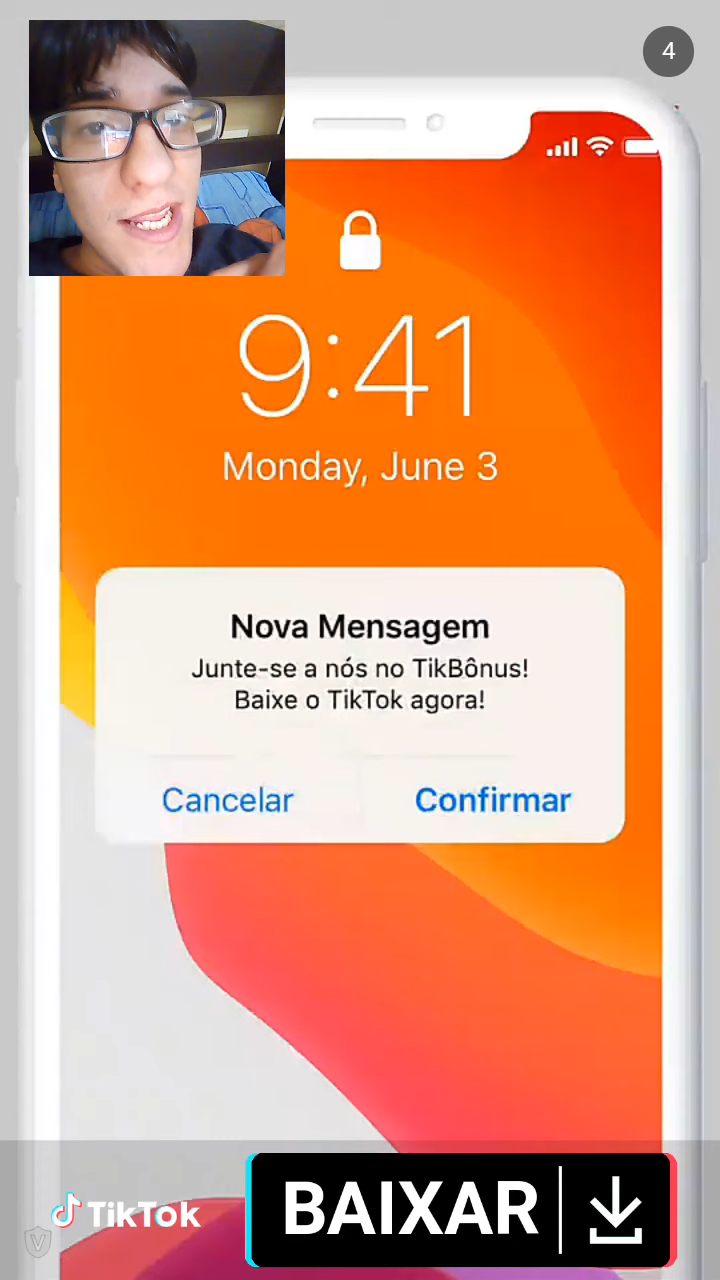 4
9:41
Monday, June 3
Nova Mensagem
Junte-se a nós no TikBônus!
Baixe o TikTok agora!
Cancelar
Confirmar
TikTok
BAIXAR
V